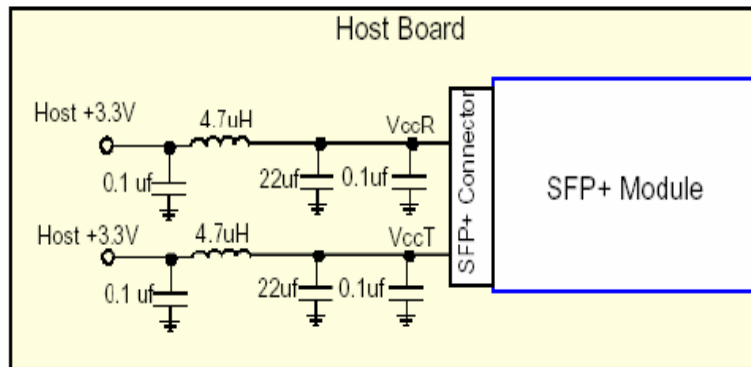 Host Board
Host +3.3V
4.7uH
VccR
0.1 uf
22uf
0.1uf
Host +3.3V
4.7uH
VccT
0.1 uf
22uf
0.1uf
SFP+ Connector
SFP+ Module